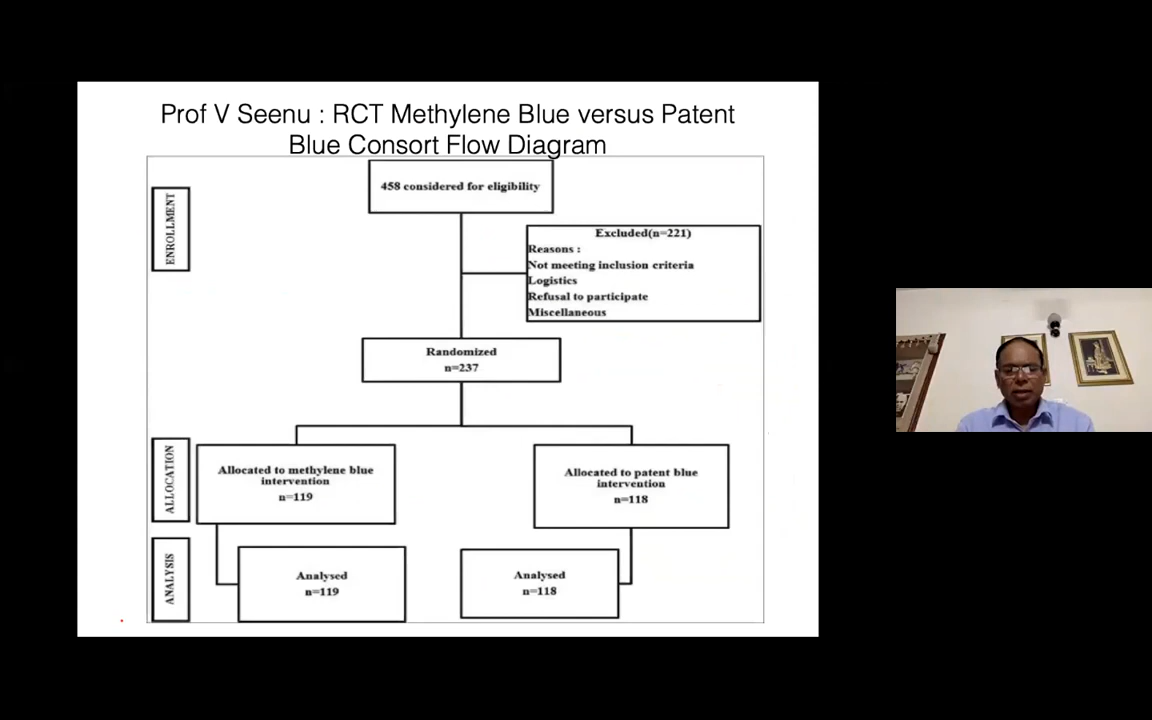 Prof V Seenu : RCT Methylene Blue versus Patent
Blue Consort Flow Diagram
458 considered for eligibility
ENROLLMENT
Excluded(n=221)
Reasons :
Not meeting inclusion criteria
Logistics
Refusal to participate
Miscellaneous
Randomized
n=237
ALLOCATION
Allocated to methylene blue
intervention
n=119
Allocated to patent blue
intervention
n=118
ANALYSIS
Analysed
n=119
Analysed
n=118